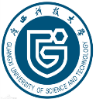 广西科技大学
GUANGXI UNIVERSITY OF SCIENCE AND TECHNOLOGY